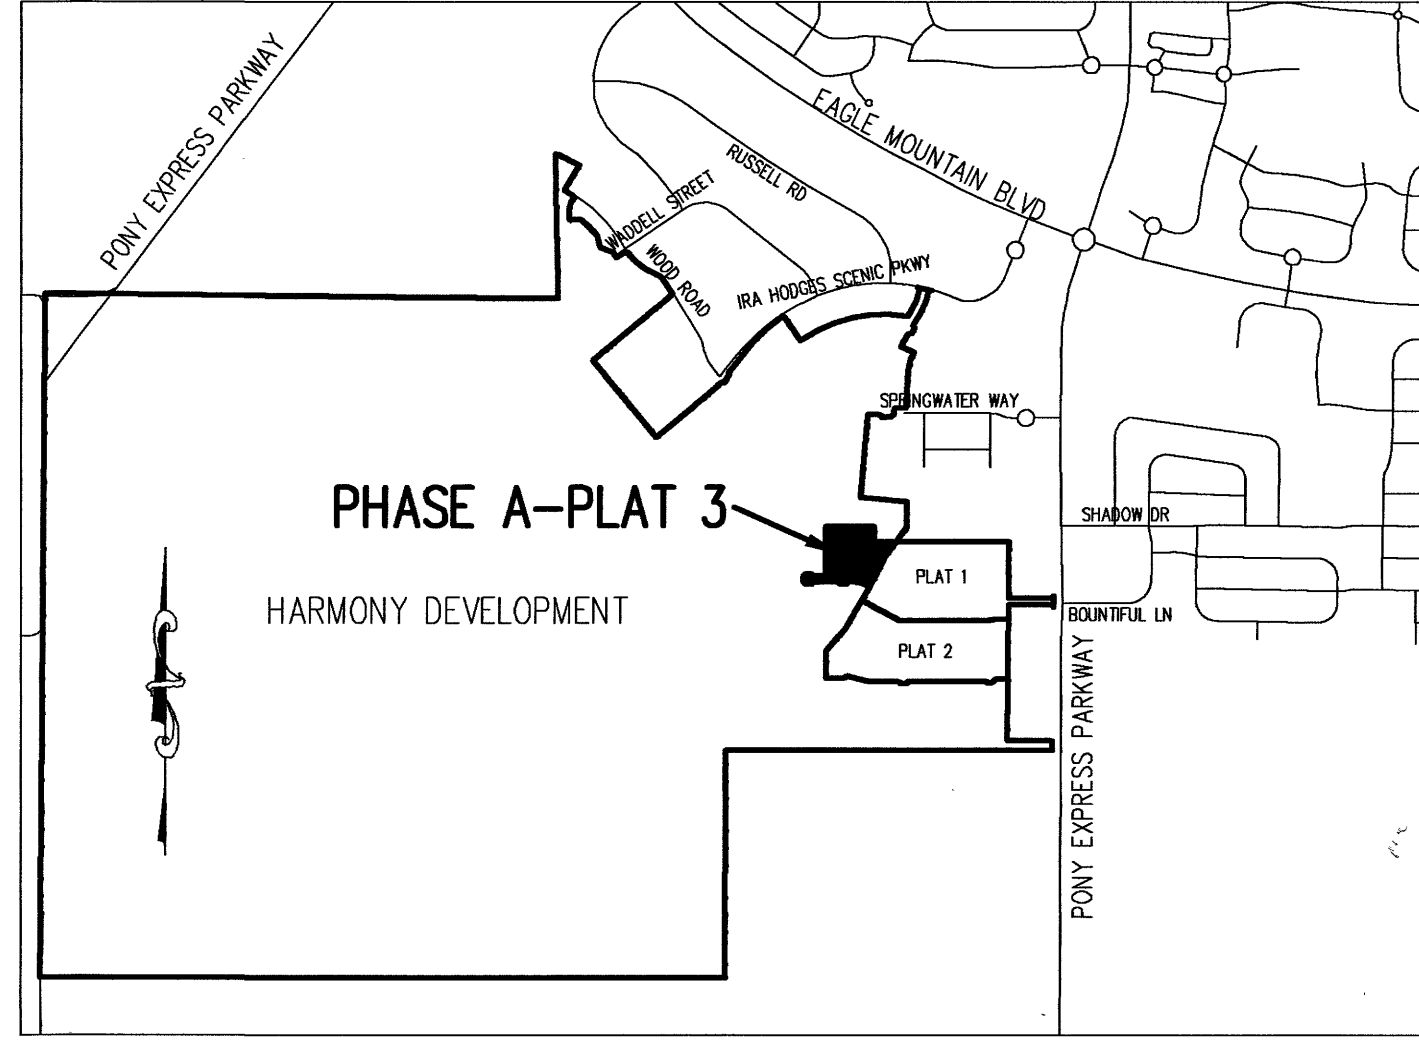 PONY EXPRESS PARKWAY
EAGLE MOUNTAIN BLVD
RUSSELL RD
WADDELL STREET
WOOD ROAD
IRA HODGES SCENIC PKWY
SPRINGWATER WAY
PHASE A-PLAT 3
SHADOW DR
PLAT 1
HARMONY DEVELOPMENT
BOUNTIFUL LN
PLAT 2
PONY EXPRESS PARKWAY